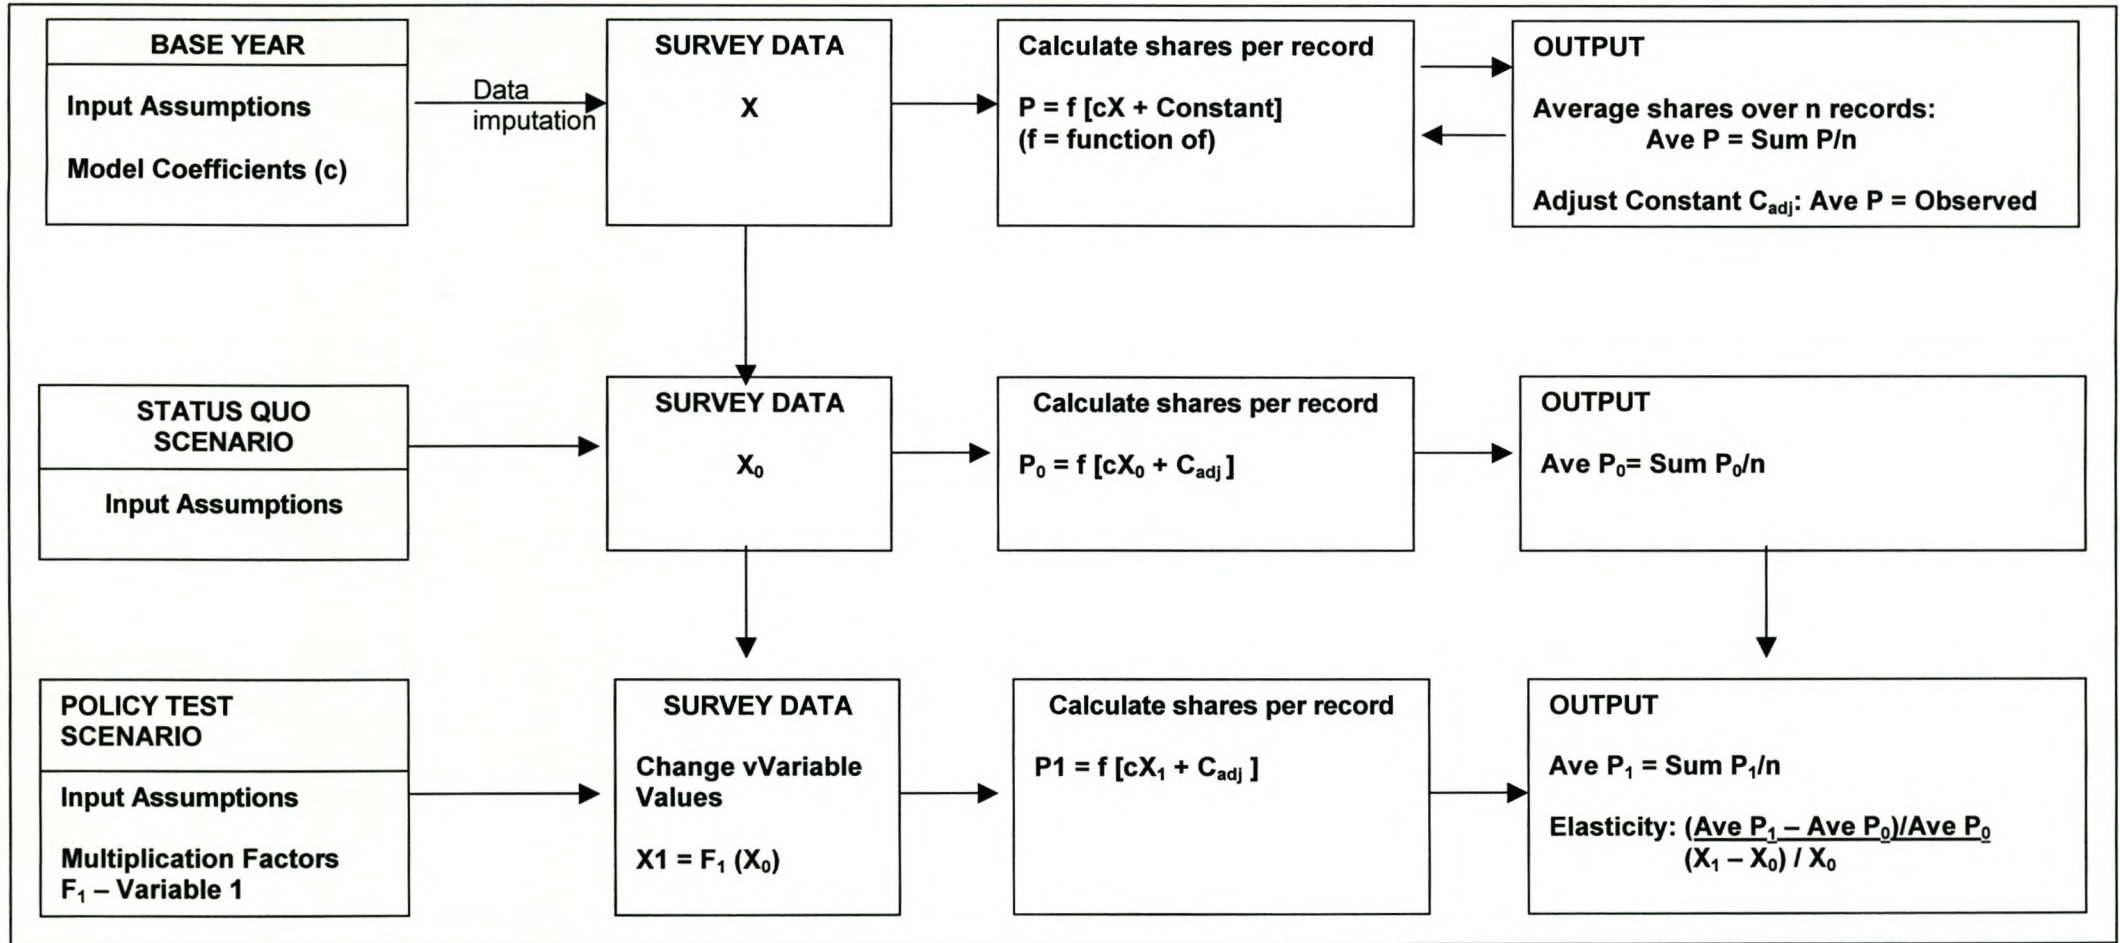 BASE YEAR
Input Assumptions
Model Coefficients (c)
Data
imputation
SURVEY DATA
X
Calculate shares per record
P = f [cX + Constant]
(f = function of)
OUTPUT
Average shares over n records:
Ave P = Sum P/n
Adjust Constant Cadj: Ave P = Observed
STATUS QUO
SCENARIO
Input Assumptions
SURVEY DATA
X₀
Calculate shares per record
P₀ = f [cX₀ + Cadj ]
OUTPUT
Ave P₀= Sum P₀/n
POLICY TEST
SCENARIO
Input Assumptions
Multiplication Factors
F₁ – Variable 1
SURVEY DATA
Change vVariable
Values
X1 = F₁ (X₀)
Calculate shares per record
P1 = f [cX₁ + Cadj ]
OUTPUT
Ave P₁ = Sum P₁/n
Elasticity: (Ave P₁ – Ave P₀)/Ave P₀
(X₁ – X₀) / X₀